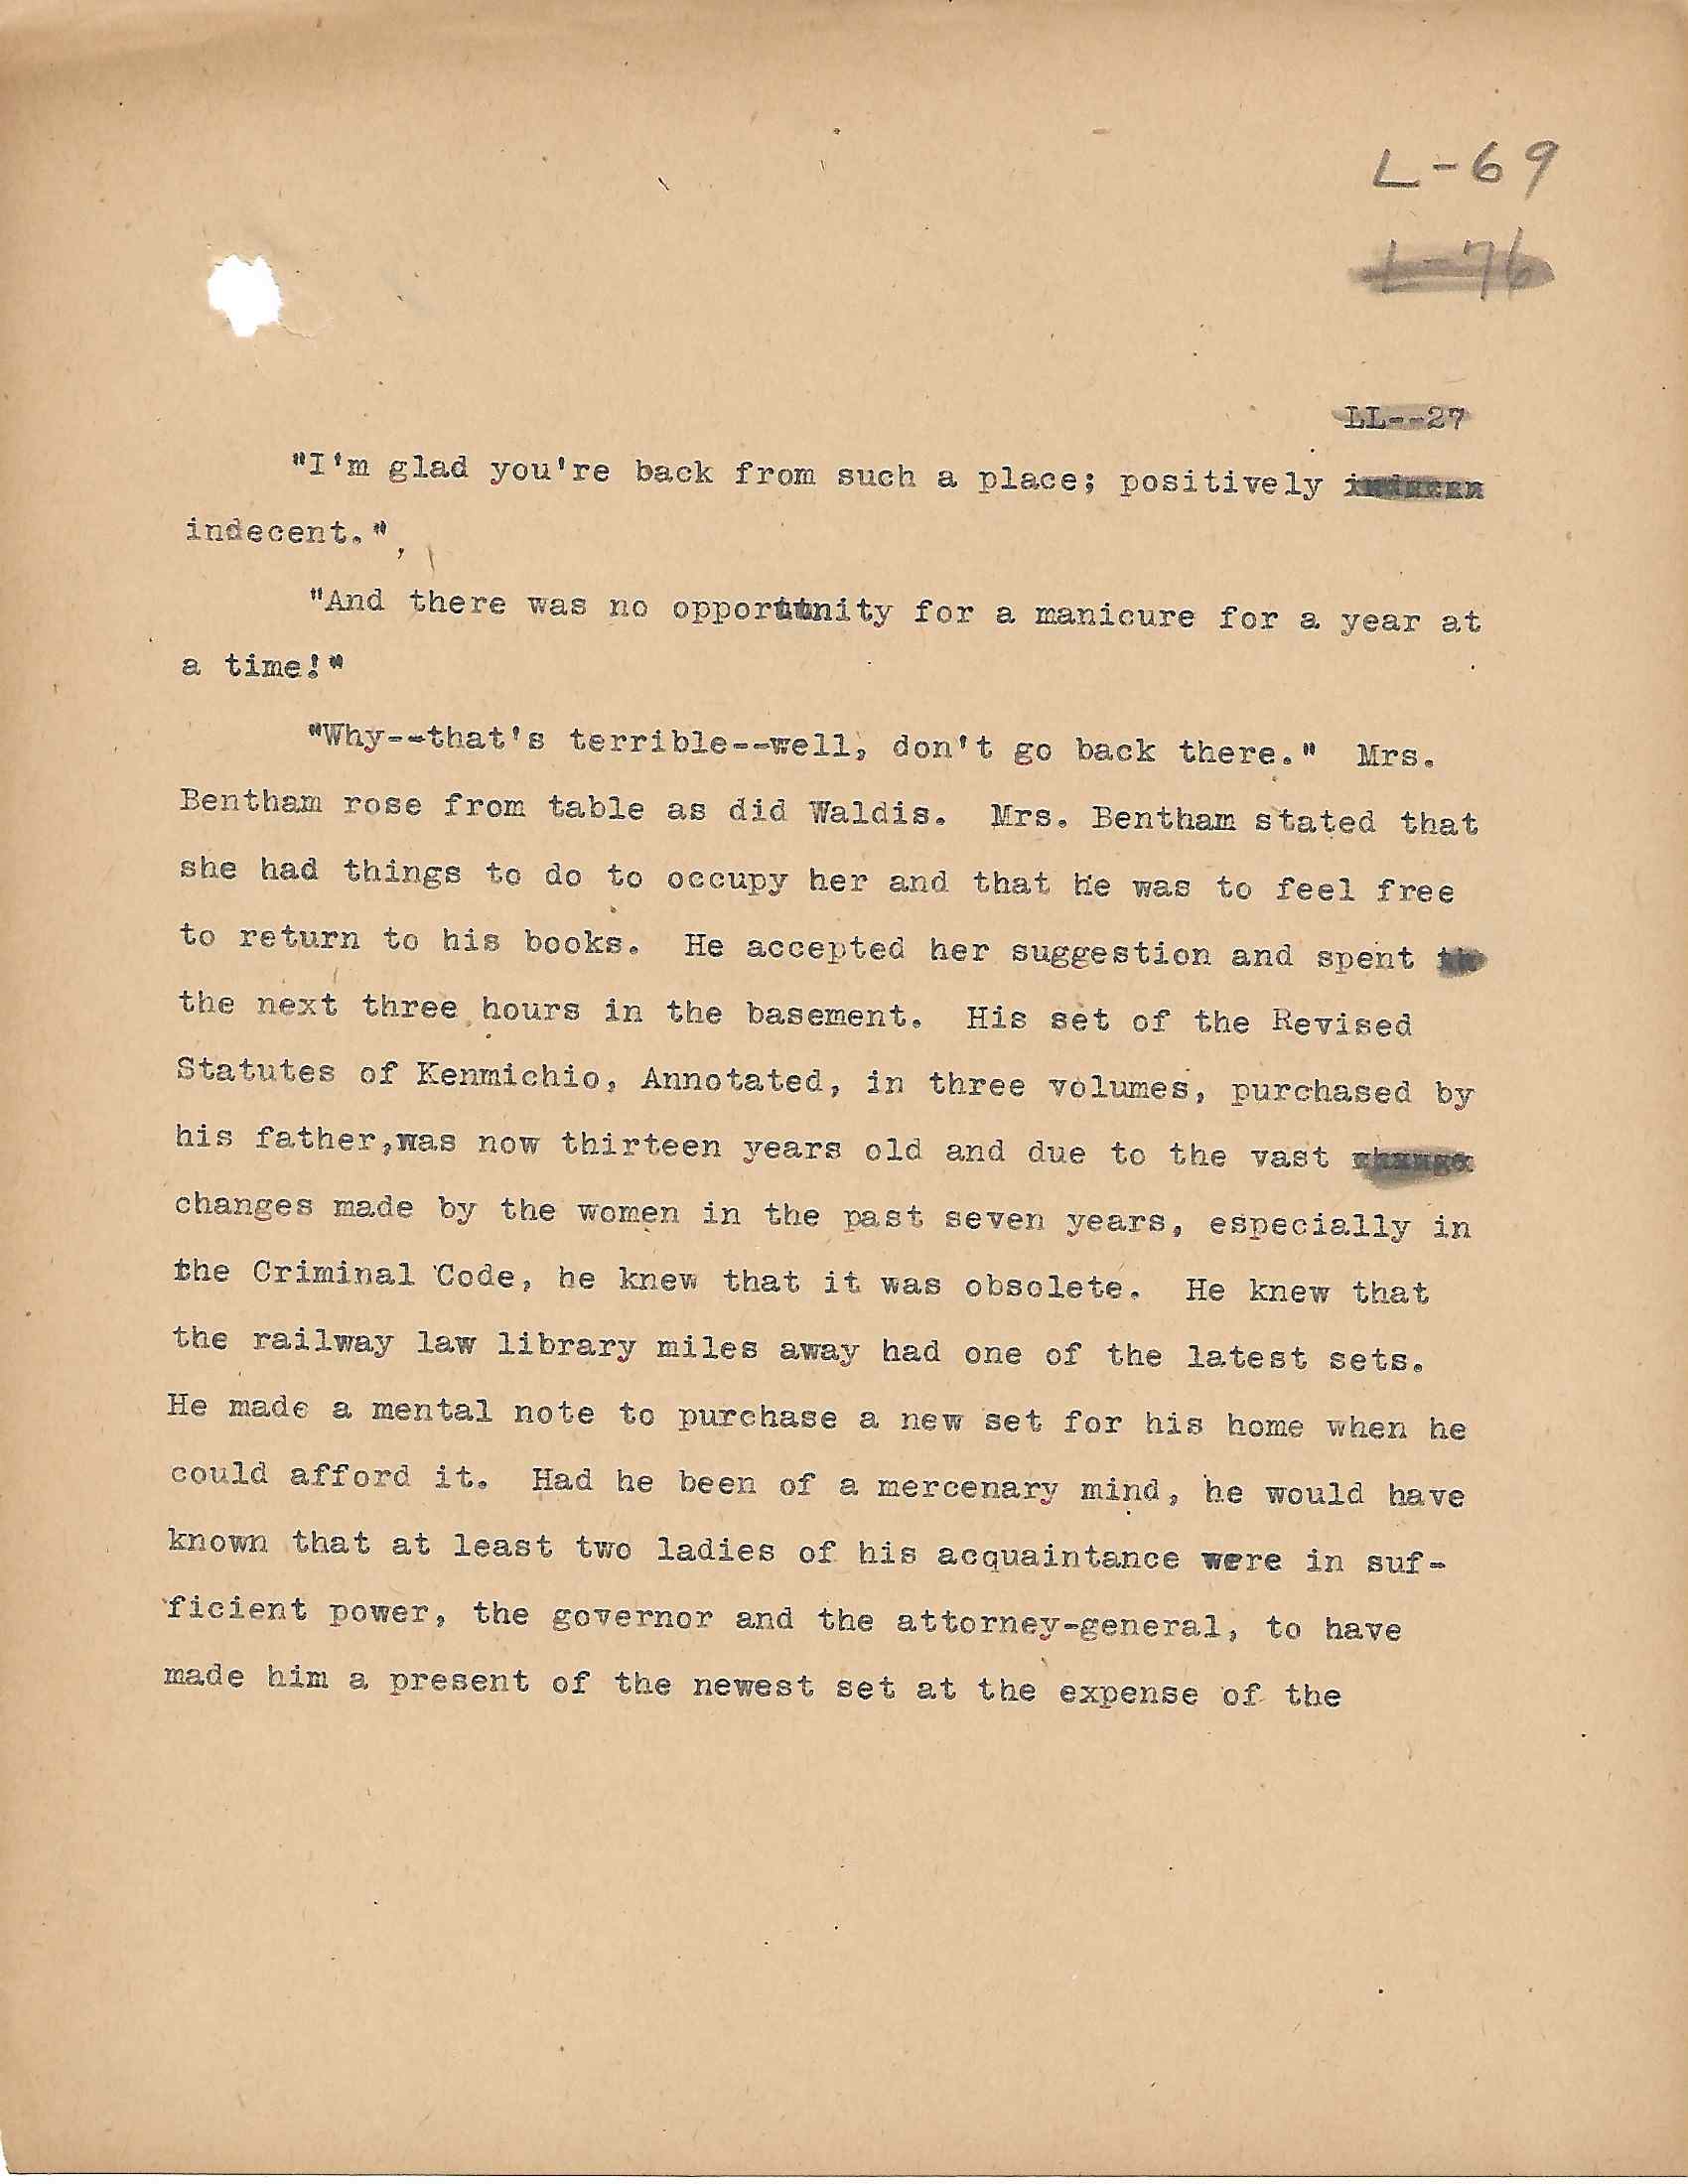 L-69
L-76
LL--27
"I'm glad you're back from such a place; positively
indecent.",
"And there was no opportunity for a manicure for a year at
a time!"
"Why--that's terrible--well, don't go back there." Mrs.
Bentham rose from table as did Waldis. Mrs. Bentham stated that
she had things to do to occupy her and that he was to feel free
to return to his books. He accepted her suggestion and spent th
the next three hours in the basement. His set of the Revised
Statutes of Kenmichio, Annotated, in three volumes, purchased by
his father,was now thirteen years old and due to the vast change
changes made by the women in the past seven years, especially in
the Criminal Code, he knew that it was obsolete. He knew that
the railway law library miles away had one of the latest sets.
He made a mental note to purchase a new set for his home when he
could afford it. Had he been of a mercenary mind, he would have
known that at least two ladies of his acquaintance were in suf-
ficient power, the governor and the attorney-general, to have
made him a present of the newest set at the expense of the